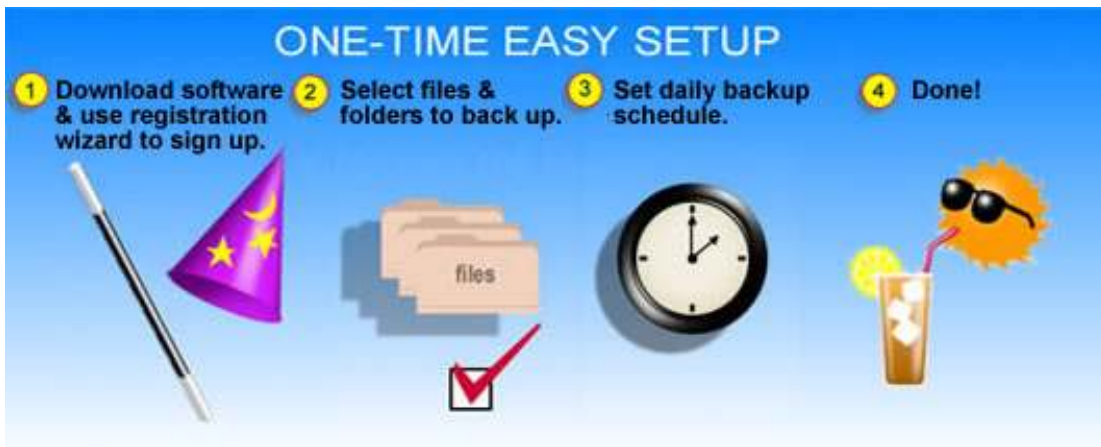 ONE-TIME EASY SETUP
1 Download software
& use registration
wizard to sign up.
2 Select files &
folders to back up.
3 Set daily backup
schedule.
4 Done!
files